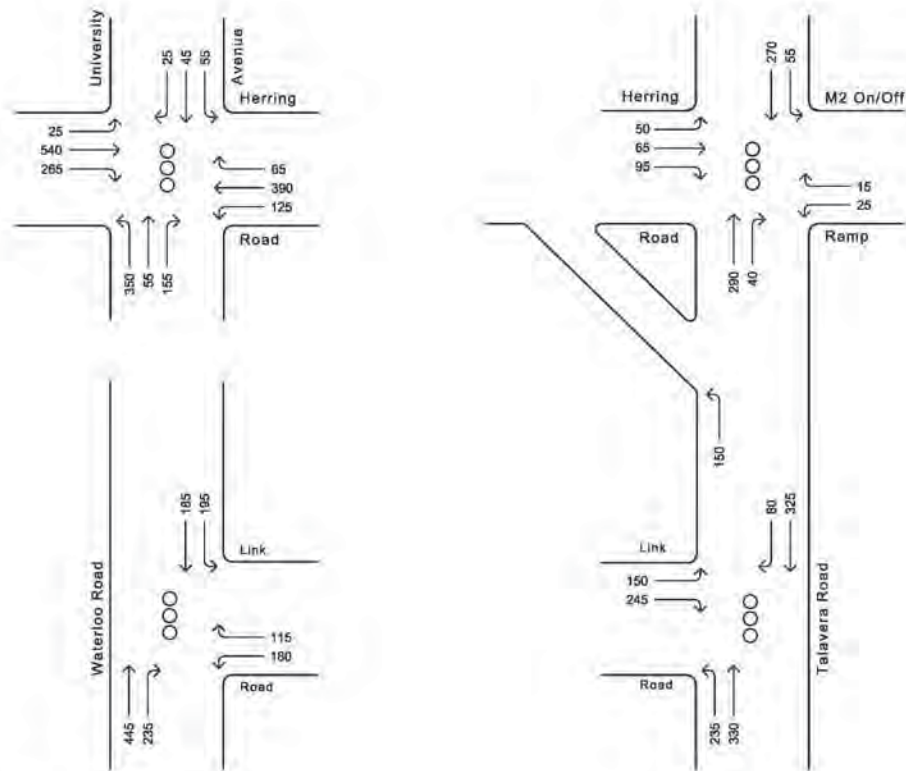 University
Avenue
25
45
55
Herring
25
540
265
65
390
125
Road
350
55
155
270
55
Herring
M2 On/Off
50
65
95
15
25
Road
Ramp
290
40
150
185
195
Link
Waterloo Road
115
180
Road
445
235
80
325
Link
150
245
Talavera Road
Road
235
330